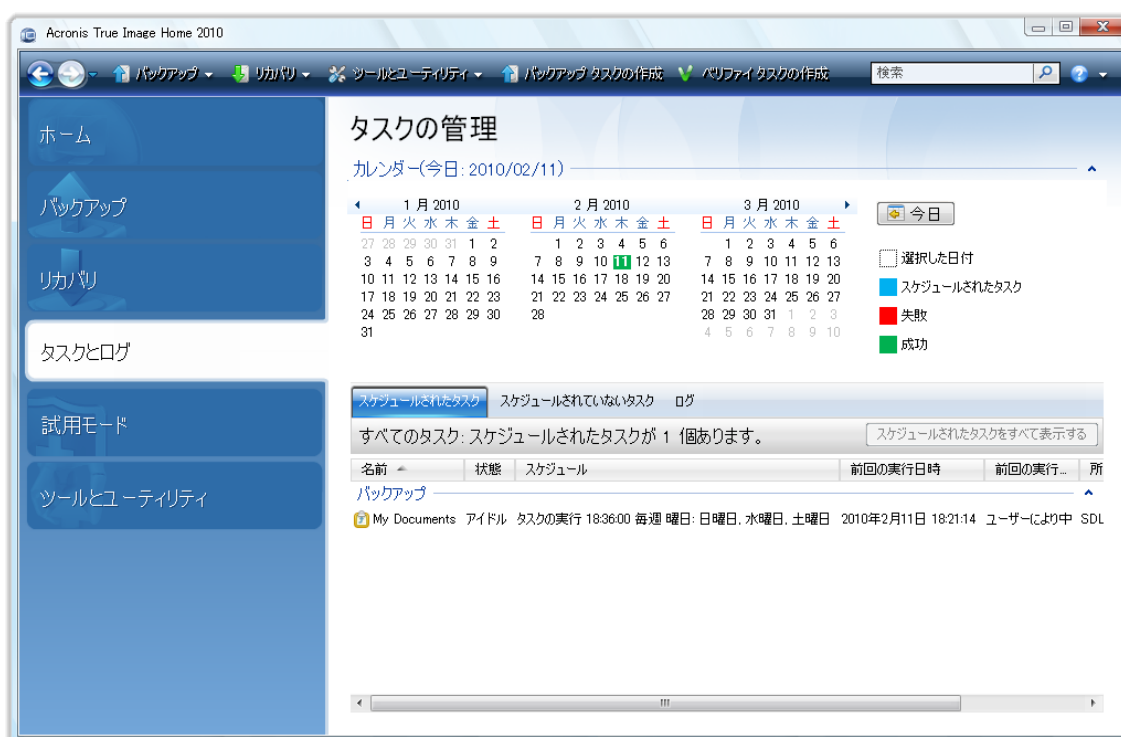 Acronis True Image Home 2010
バックアップ リカバリ ツールとユーティリティ バックアップ タスクの作成 ベリファイ タスクの作成 検索
ホーム
バックアップ
リカバリ
タスクとログ
試用モード
ツールとユーティリティ
タスクの管理
カレンダー(今日: 2010/02/11)
1 月 2010 2 月 2010 3 月 2010
日 月 火 水 木 金 土 日 月 火 水 木 金 土 日 月 火 水 木 金 土
27 28 29 30 31 1 2 1 2 3 4 5 6 1 2 3 4 5 6
3 4 5 6 7 8 9 7 8 9 10 11 12 13 7 8 9 10 11 12 13
10 11 12 13 14 15 16 14 15 16 17 18 19 20 14 15 16 17 18 19 20
17 18 19 20 21 22 23 21 22 23 24 25 26 27 21 22 23 24 25 26 27
24 25 26 27 28 29 30 28 28 29 30 31 1 2 3
31 4 5 6 7 8 9 10
今日
選択した日付
スケジュールされたタスク
失敗
成功
スケジュールされたタスク スケジュールされていないタスク ログ
すべてのタスク: スケジュールされたタスクが 1 個あります。 スケジュールされたタスクをすべて表示する
名前 状態 スケジュール 前回の実行日時 前回の実行... 所
バックアップ
My Documents アイドル タスクの実行 18:36:00 毎週 曜日: 日曜日, 水曜日, 土曜日 2010年2月11日 18:21:14 ユーザーにより中 SDL